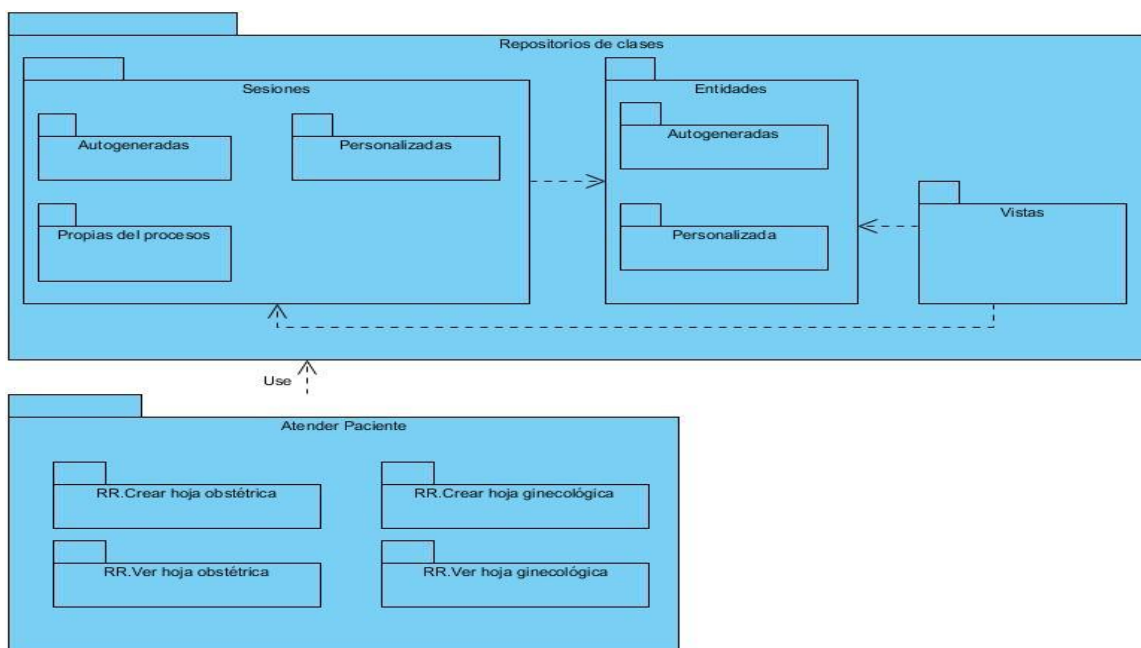 Repositorios de clases
Sesiones
Autogeneradas
Personalizadas
Propias del procesos
Entidades
Autogeneradas
Personalizada
Vistas
Use
Atender Paciente
RR.Crear hoja obstétrica
RR.Crear hoja ginecológica
RR.Ver hoja obstétrica
RR.Ver hoja ginecológica